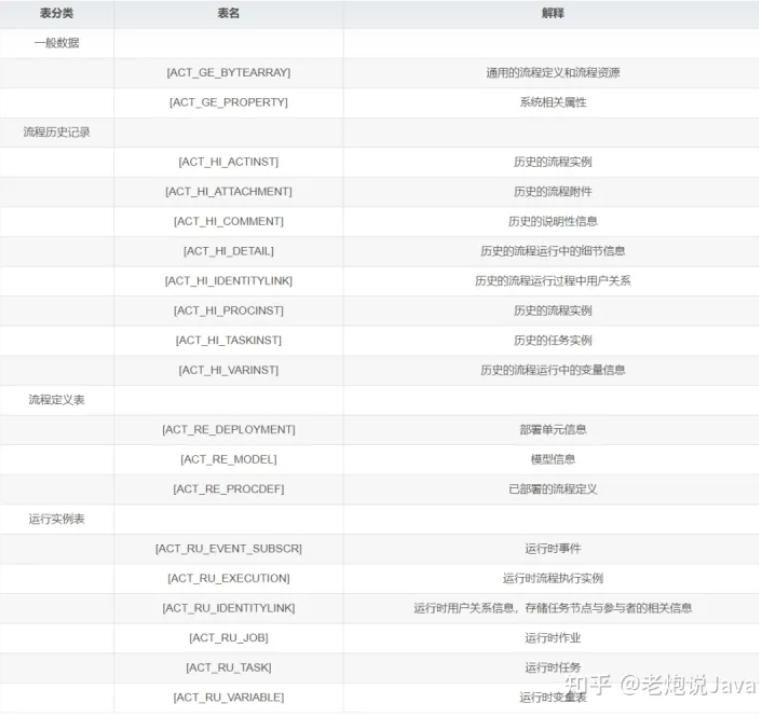 表分类 表名 解释
一般数据
[ACT_GE_BYTEARRAY] 通用的流程定义和流程资源
[ACT_GE_PROPERTY] 系统相关属性
流程历史记录
[ACT_HI_ACTINST] 历史的流程实例
[ACT_HI_ATTACHMENT] 历史的流程附件
[ACT_HI_COMMENT] 历史的说明性信息
[ACT_HI_DETAIL] 历史的流程运行中的细节信息
[ACT_HI_IDENTITYLINK] 历史的流程运行过程中用户关系
[ACT_HI_PROCINST] 历史的流程实例
[ACT_HI_TASKINST] 历史的任务实例
[ACT_HI_VARINST] 历史的流程运行中的变量信息
流程定义表
[ACT_RE_DEPLOYMENT] 部署单元信息
[ACT_RE_MODEL] 模型信息
[ACT_RE_PROCDEF] 已部署的流程定义
运行实例表
[ACT_RU_EVENT_SUBSCR] 运行时事件
[ACT_RU_EXECUTION] 运行时流程执行实例
[ACT_RU_IDENTITYLINK] 运行时用户关系信息，存储任务节点与参与者的相关信息
[ACT_RU_JOB] 运行时作业
[ACT_RU_TASK] 运行时任务
[ACT_RU_VARIABLE] 运行时变量表
知乎 @老炮说Java